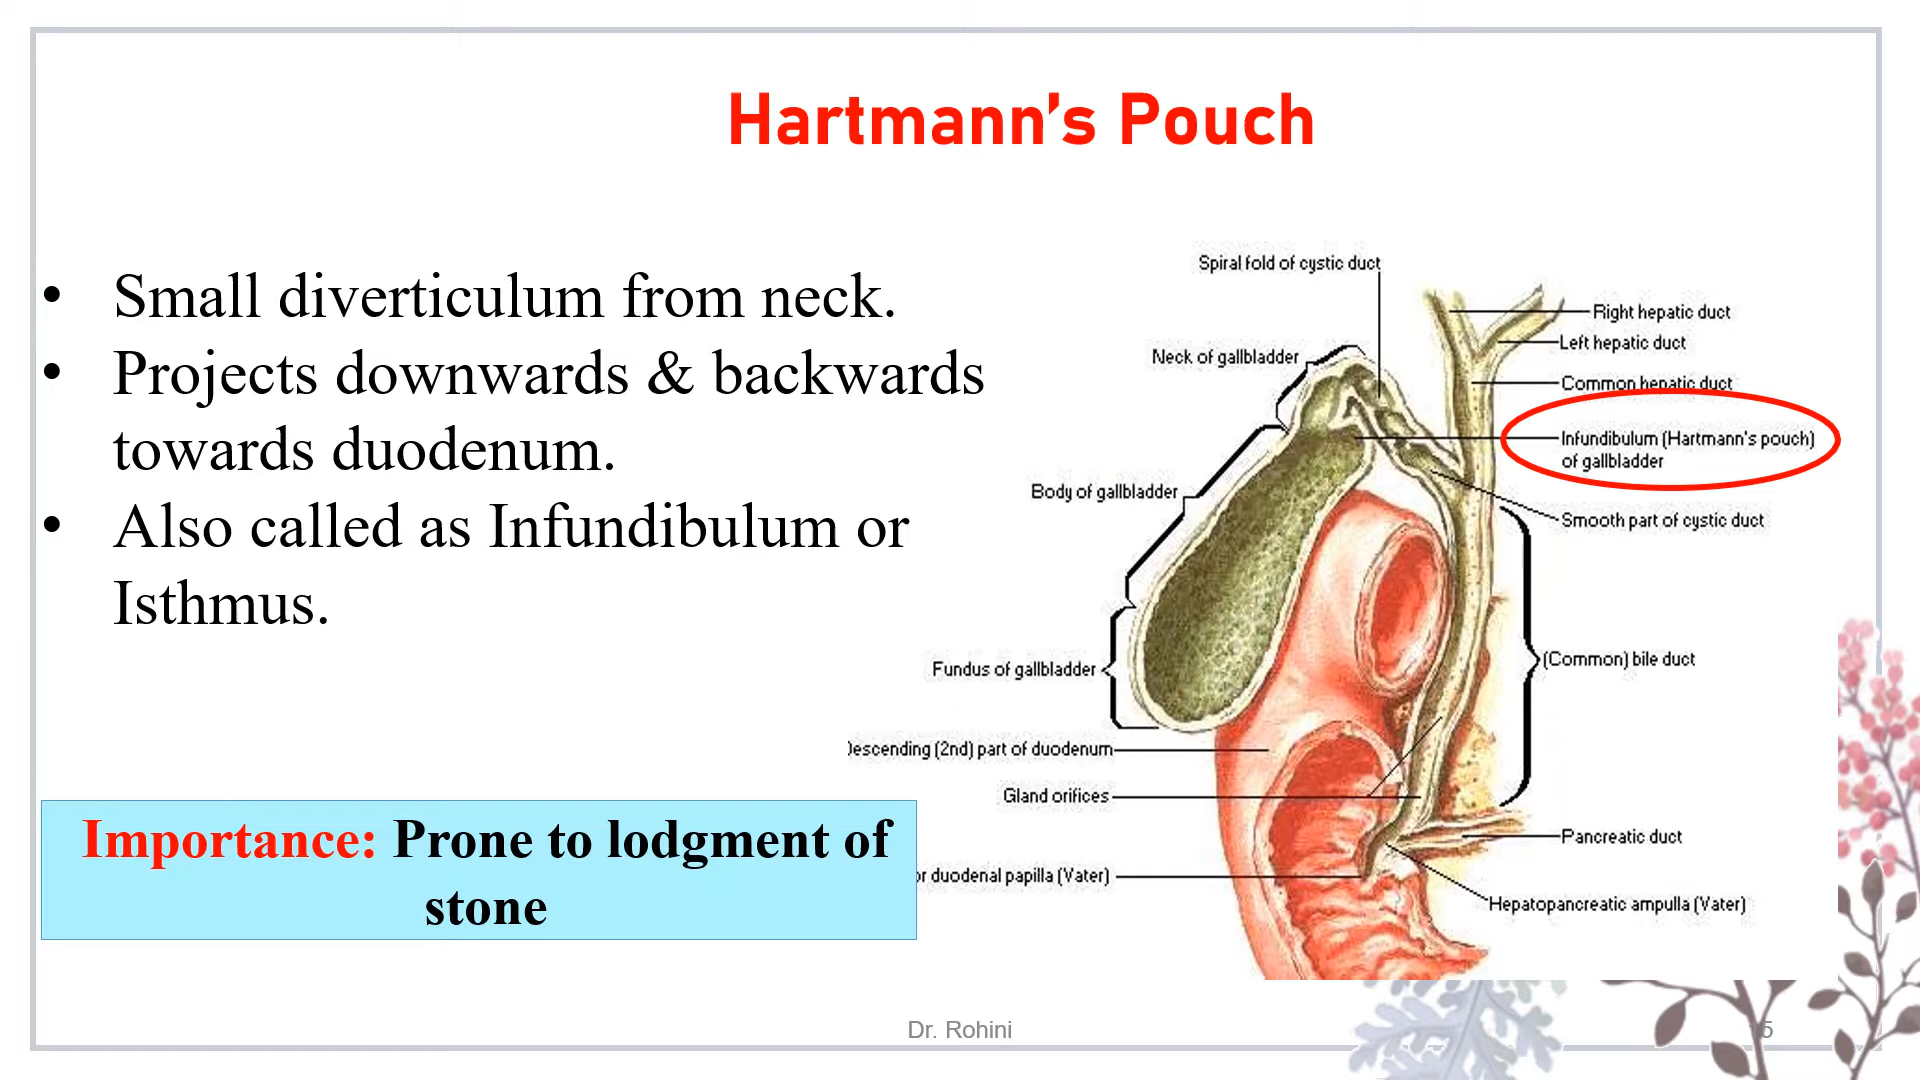 Hartmann's Pouch
• Small diverticulum from neck.
• Projects downwards & backwards
towards duodenum.
• Also called as Infundibulum or
Isthmus.
Importance: Prone to lodgment of
stone
Spiral fold of cystic duct
Right hepatic duct
Left hepatic duct
Neck of gallbladder
Common hepatic duct
Infundibulum (Hartmann's pouch)
of gallbladder
Body of gallbladder
Smooth part of cystic duct
(Common) bile duct
Fundus of gallbladder
part of duodenum
(2nd)
Gland orifices
Pancreatic duct
duodenal papilla (Vater)
Hepatopancreatic ampulla (Vater)
Dr. Rohini